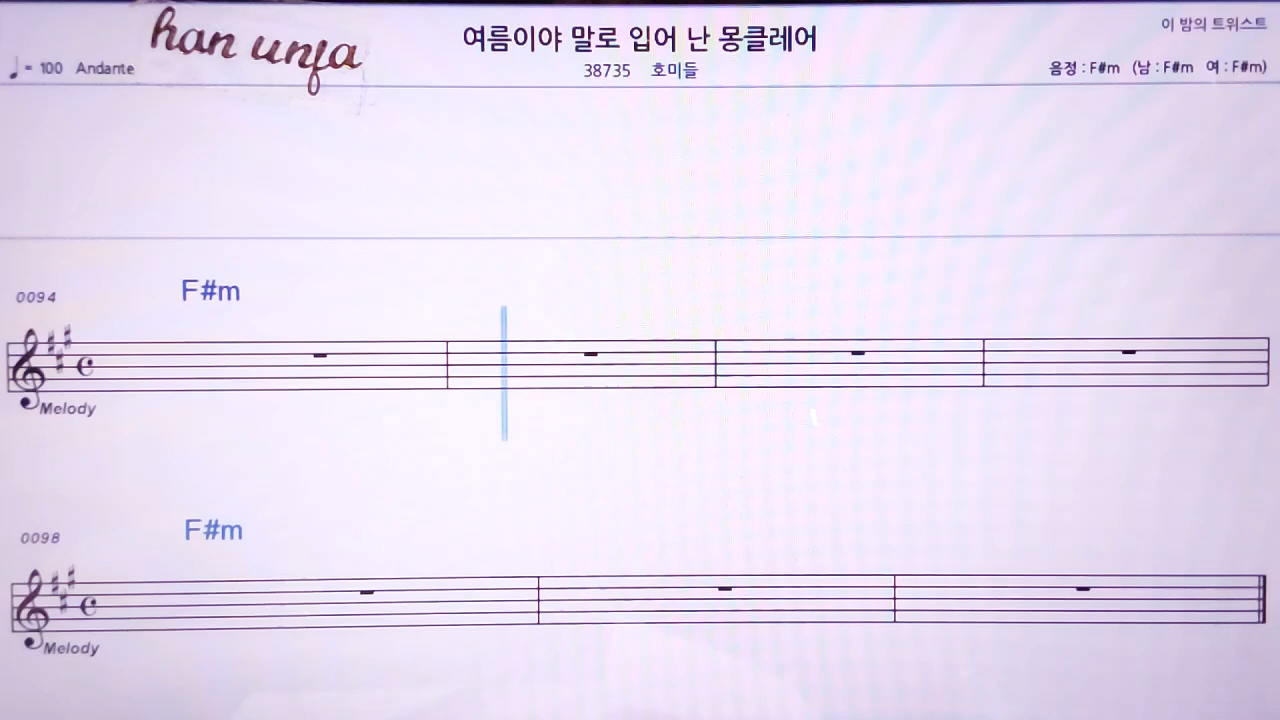 han unja
여름이야 말로 입어 난 몽클레어
이 밤의 트위스트
♩ = 100 Andante
38735 호미들
음정 : F#m (남 : F#m 여 : F#m)
0094
F#m
Melody
0098
F#m
Melody